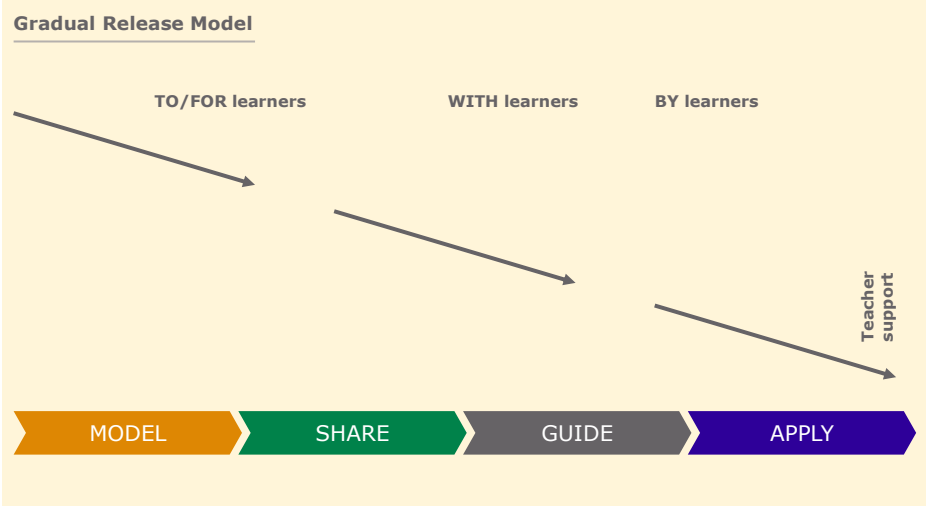 Gradual Release Model
TO/FOR learners
WITH learners
BY learners
Teacher
support
MODEL
SHARE
GUIDE
APPLY